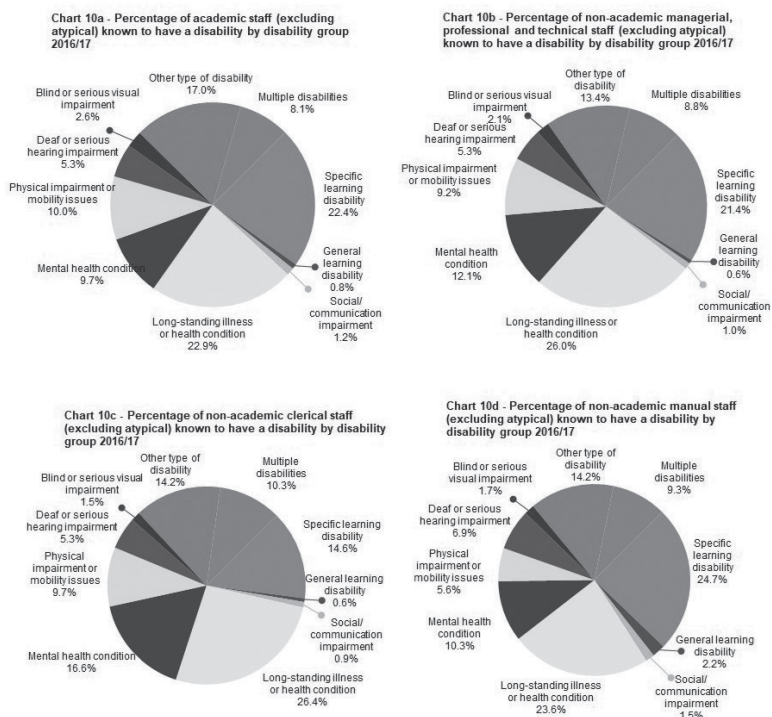 Chart 10a - Percentage of academic staff (excluding
atypical) known to have a disability by disability group
2016/17
Other type of disability
17.0%
Multiple disabilities
8.1%
Specific
learning
disability
22.4%
General
learning
disability
0.8%
Social/
communication
impairment
1.2%
Long-standing illness
or health condition
22.9%
Mental health condition
9.7%
Physical impairment or
mobility issues
10.0%
Deaf or serious
hearing impairment
5.3%
Blind or serious visual
impairment
2.6%
Chart 10b - Percentage of non-academic managerial,
professional and technical staff (excluding atypical)
known to have a disability by disability group 2016/17
Other type of
disability
13.4%
Multiple disabilities
8.8%
Specific
learning
disability
21.4%
General
learning
disability
0.6%
Social/
communication
impairment
1.0%
Long-standing illness or
health condition
26.0%
Mental health
condition
12.1%
Physical impairment or
mobility issues
9.2%
Deaf or serious
hearing impairment
5.3%
Blind or serious visual
impairment
2.1%
Chart 10c - Percentage of non-academic clerical staff
(excluding atypical) known to have a disability by disability
group 2016/17
Other type of
disability
14.2%
Multiple
disabilities
10.3%
Specific learning
disability
14.6%
General learning
disability
0.6%
Social/
communication
impairment
0.9%
Long-standing illness
or health condition
26.4%
Mental health condition
16.6%
Physical
impairment or
mobility issues
9.7%
Deaf or serious
hearing impairment
5.3%
Blind or serious visual
impairment
1.5%
Chart 10d - Percentage of non-academic manual staff
(excluding atypical) known to have a disability by
disability group 2016/17
Other type of
disability
14.2%
Multiple
disabilities
9.3%
Specific
learning
disability
24.7%
General learning
disability
2.2%
Social/
communication
impairment
1.5%
Long-standing illness
or health condition
23.6%
Mental health
condition
10.3%
Physical
impairment or
mobility issues
5.6%
Deaf or serious
hearing impairment
6.9%
Blind or serious
visual impairment
1.7%